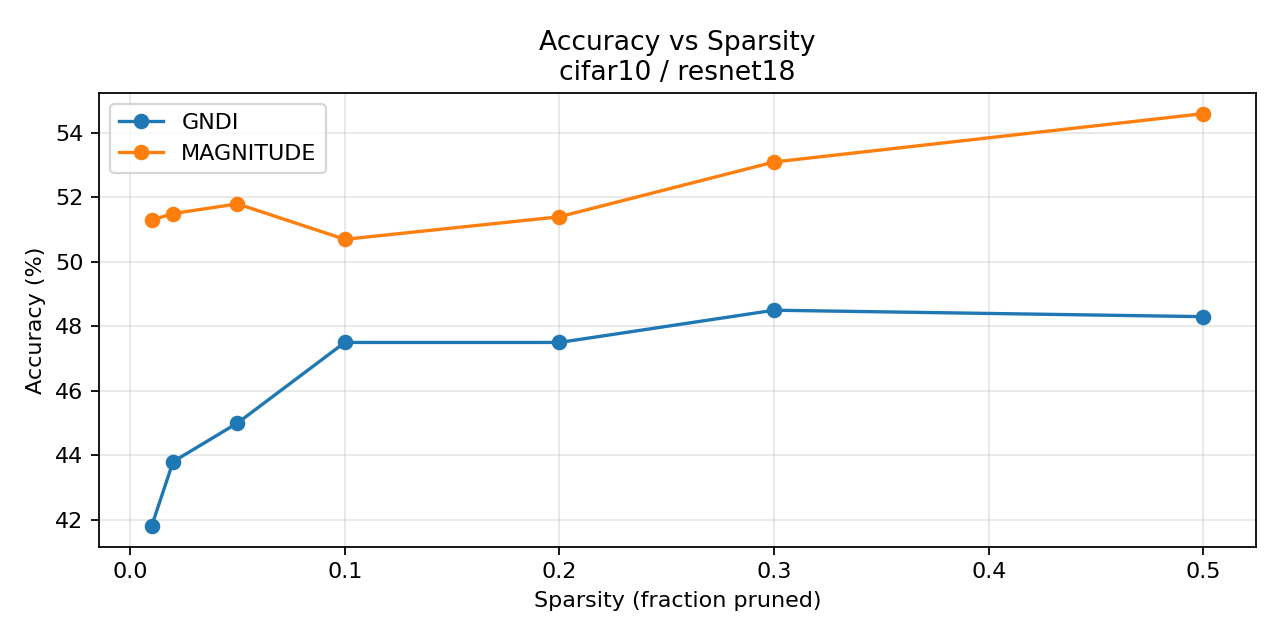 Accuracy vs Sparsity
cifar10 / resnet18
GNDI
MAGNITUDE
Accuracy (%)
54
52
50
48
46
44
42
0.0 0.1 0.2 0.3 0.4 0.5
Sparsity (fraction pruned)